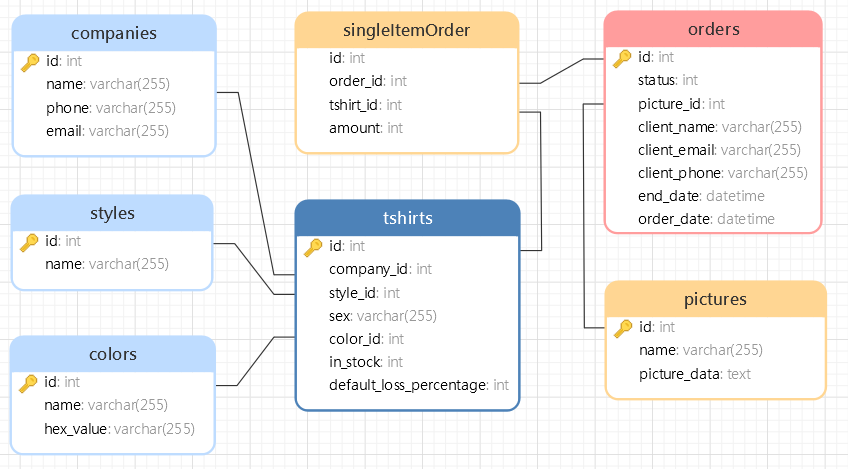 companies
id: int
name: varchar(255)
phone: varchar(255)
email: varchar(255)
singleItemOrder
id: int
order_id: int
tshirt_id: int
amount: int
orders
id: int
status: int
picture_id: int
client_name: varchar(255)
client_email: varchar(255)
client_phone: varchar(255)
end_date: datetime
order_date: datetime
styles
id: int
name: varchar(255)
tshirts
id: int
company_id: int
style_id: int
sex: varchar(255)
color_id: int
in_stock: int
default_loss_percentage: int
pictures
id: int
name: varchar(255)
picture_data: text
colors
id: int
name: varchar(255)
hex_value: varchar(255)